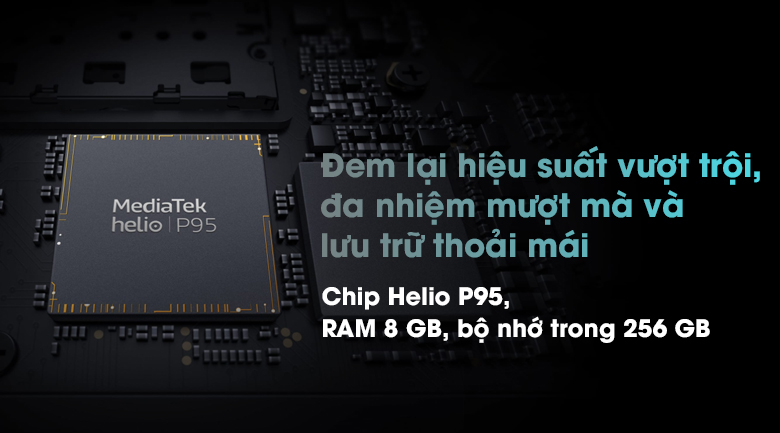 MediaTek
helio | P95
Đem lại hiệu suất vượt trội,
đa nhiệm mượt mà và
lưu trữ thoải mái
Chip Helio P95,
RAM 8 GB, bộ nhớ trong 256 GB